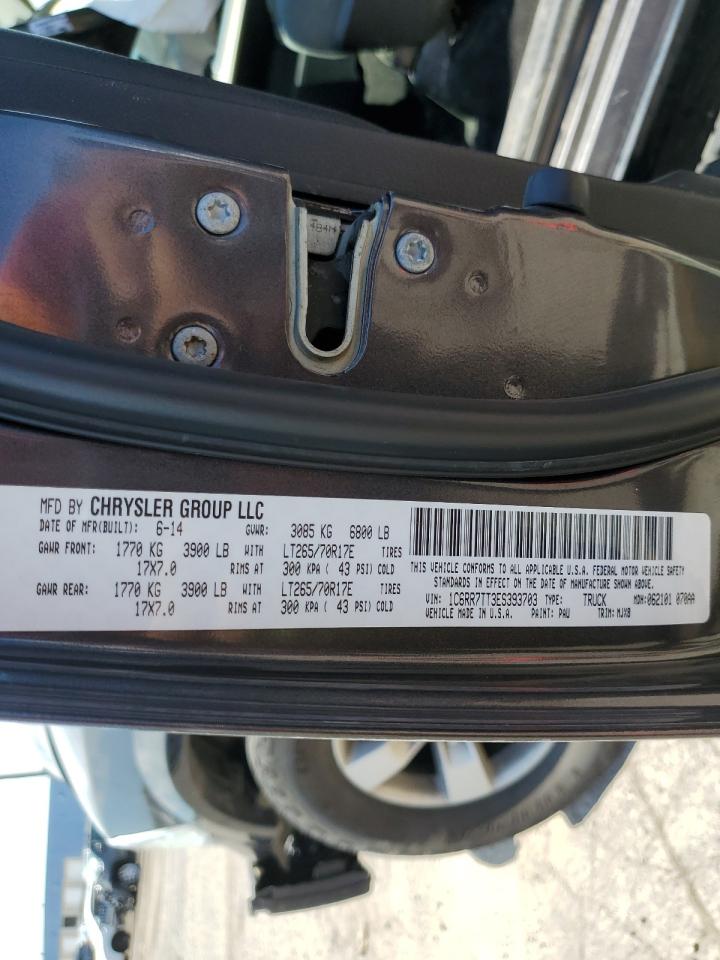 4B4N
MFD BY CHRYSLER GROUP LLC
DATE OF MFR(BUILT): 6-14 GVWR: 3085 KG 6800 LB
GAWR FRONT: 1770 KG 3900 LB WITH LT265/70R17E TIRES
17X7.0 RIMS AT 300 KPA ( 43 PSI) COLD
GAWR REAR: 1770 KG 3900 LB WITH LT265/70R17E TIRES
17X7.0 RIMS AT 300 KPA ( 43 PSI) COLD
THIS VEHICLE CONFORMS TO ALL APPLICABLE U.S.A. FEDERAL MOTOR VEHICLE SAFETY
STANDARDS IN EFFECT ON THE DATE OF MANUFACTURE SHOWN ABOVE.
VIN: 1C6RR7TT3ES393703 TYPE: TRUCK MDH: 062101 070AA
VEHICLE MADE IN U.S.A. PAINT: PAU TRIM: MJX8